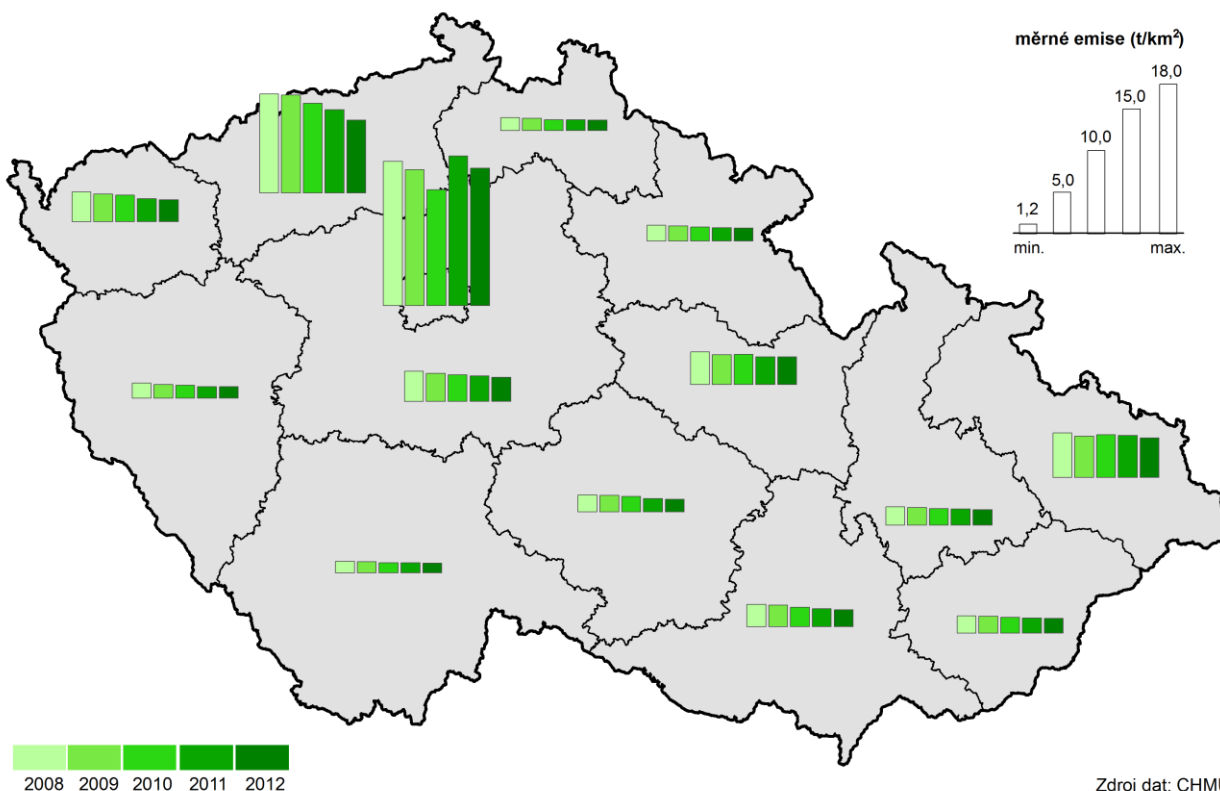 měrné emise (t/km²)
18,0
15,0
10,0
5,0
1,2
min.
max.
2008 2009 2010 2011 2012
Zdroj dat: CHMU